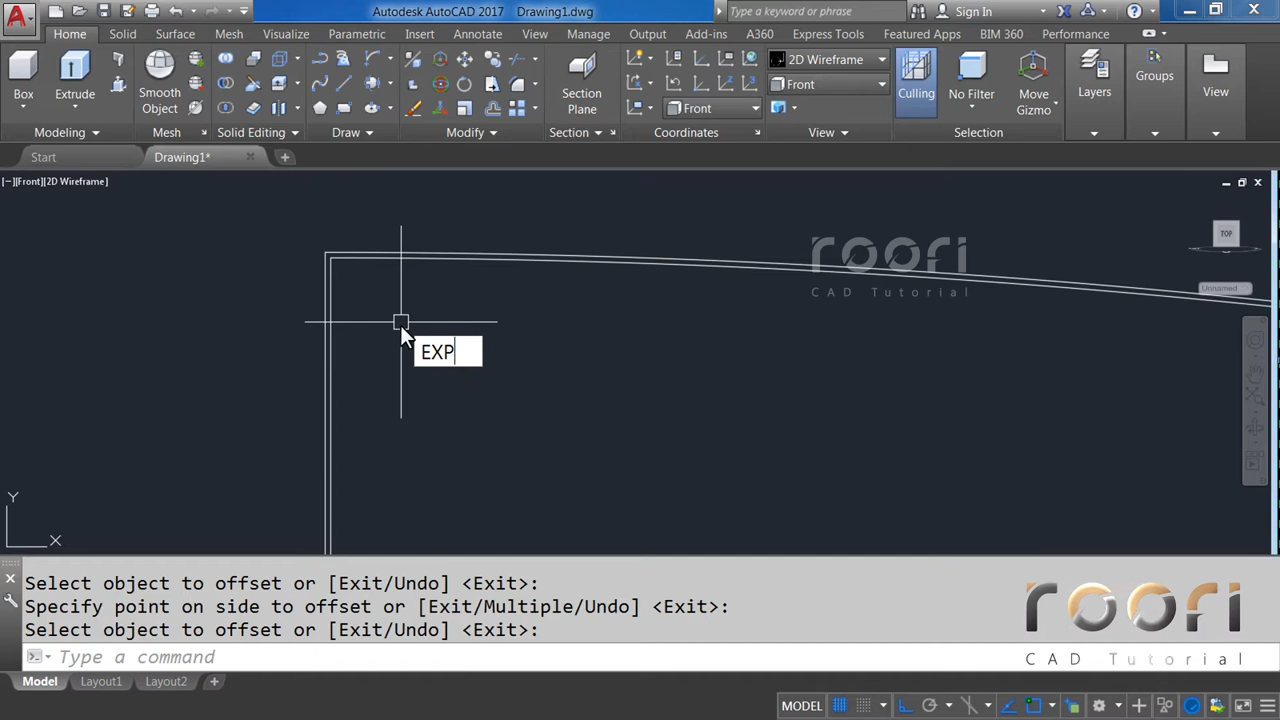 Autodesk AutoCAD 2017 Drawing1.dwg
Type a keyword or phrase
Sign In
Home Solid Surface Mesh Visualize Parametric Insert Annotate View Manage Output Add-ins A360 Express Tools Featured Apps BIM 360 Performance
Box
Extrude
Smooth
Object
Section
Plane
2D Wireframe
Front
Front
Culling
No Filter
Move
Gizmo
Layers
Groups
View
Modeling Mesh Solid Editing Draw Modify Section Coordinates View Selection
Start Drawing1*
[−][Front][2D Wireframe]
TOP
Unnamed
roofi
CAD Tutorial
EXP
Y
X
Select object to offset or [Exit/Undo] <Exit>:
Specify point on side to offset or [Exit/Multiple/Undo] <Exit>:
Select object to offset or [Exit/Undo] <Exit>:
Type a command
roofi
CAD Tutorial
Model Layout1 Layout2
MODEL